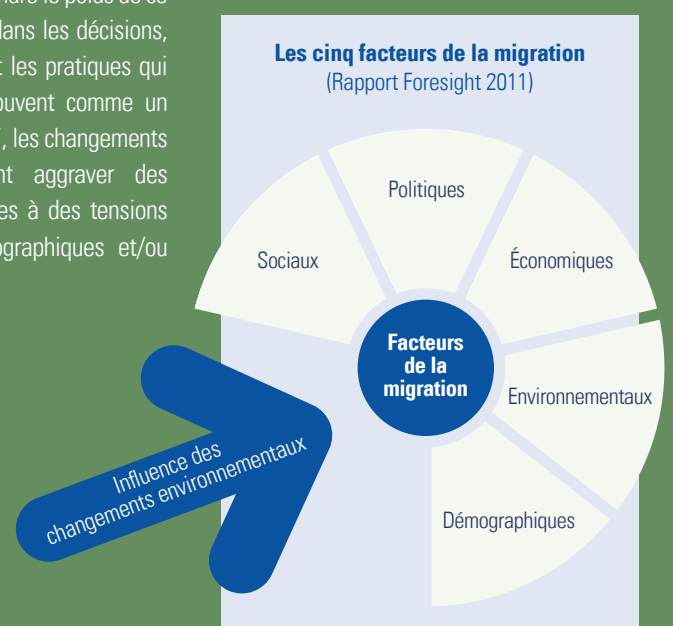 dans les décisions,
t les pratiques qui
ouvent comme un
, les changements
nt aggraver des
es à des tensions
ographiques et/ou
Les cinq facteurs de la migration
(Rapport Foresight 2011)
Politiques
Sociaux
Économiques
Facteurs
de la
migration
Environnementaux
Démographiques
Influence des
changements environnementaux